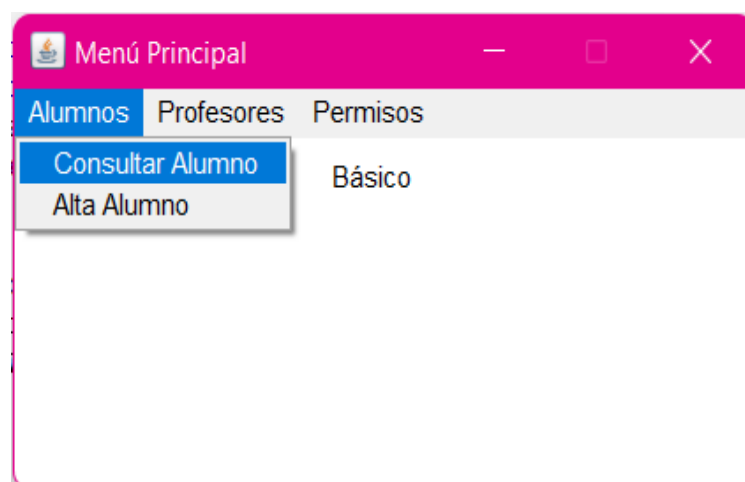 Menú Principal
Alumnos Profesores Permisos
Consultar Alumno
Básico
Alta Alumno